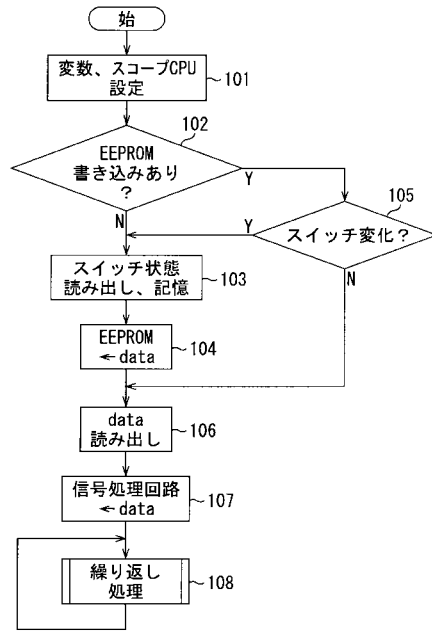 始
変数、スコープCPU
設定
101
102
EEPROM
書き込みあり
?
Y
N
105
スイッチ変化?
Y
N
スイッチ状態
読み出し、記憶
103
EEPROM
←data
104
data
読み出し
106
信号処理回路
←data
107
繰り返し
処理
108